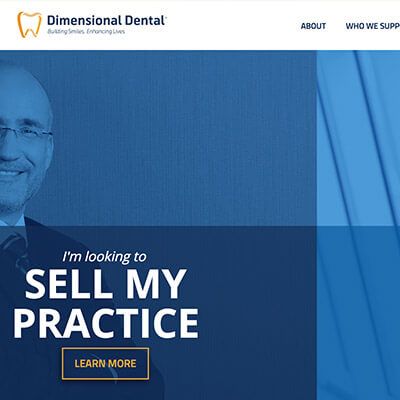 Dimensional Dental
Building Smiles. Enhancing Lives.
ABOUT
WHO WE SUPP
I'm looking to
SELL MY
PRACTICE
LEARN MORE